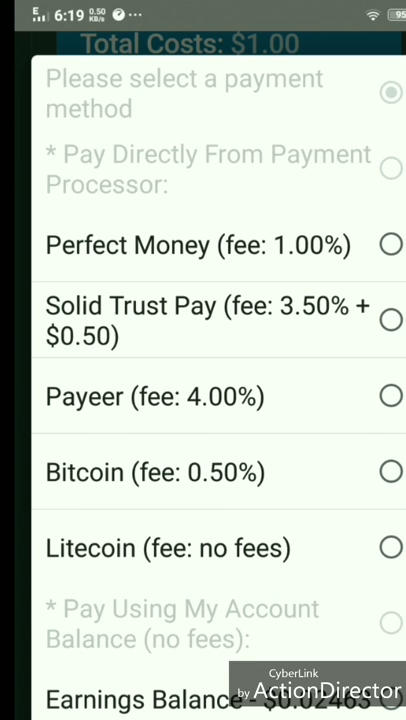 E 6:19 0.50 KB/s ... 95
Total Costs: $1.00
Please select a payment
method
* Pay Directly From Payment
Processor:
Perfect Money (fee: 1.00%)
Solid Trust Pay (fee: 3.50% +
$0.50)
Payeer (fee: 4.00%)
Bitcoin (fee: 0.50%)
Litecoin (fee: no fees)
* Pay Using My Account
Balance (no fees):
CyberLink
by ActionDirector
Earnings Balance - $0.02463